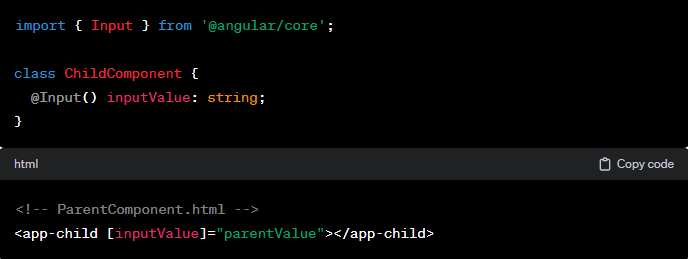 import { Input } from '@angular/core';
class ChildComponent {
@Input() inputValue: string;
}
html
Copy code
<!-- ParentComponent.html -->
<app-child [inputValue]="parentValue"></app-child>